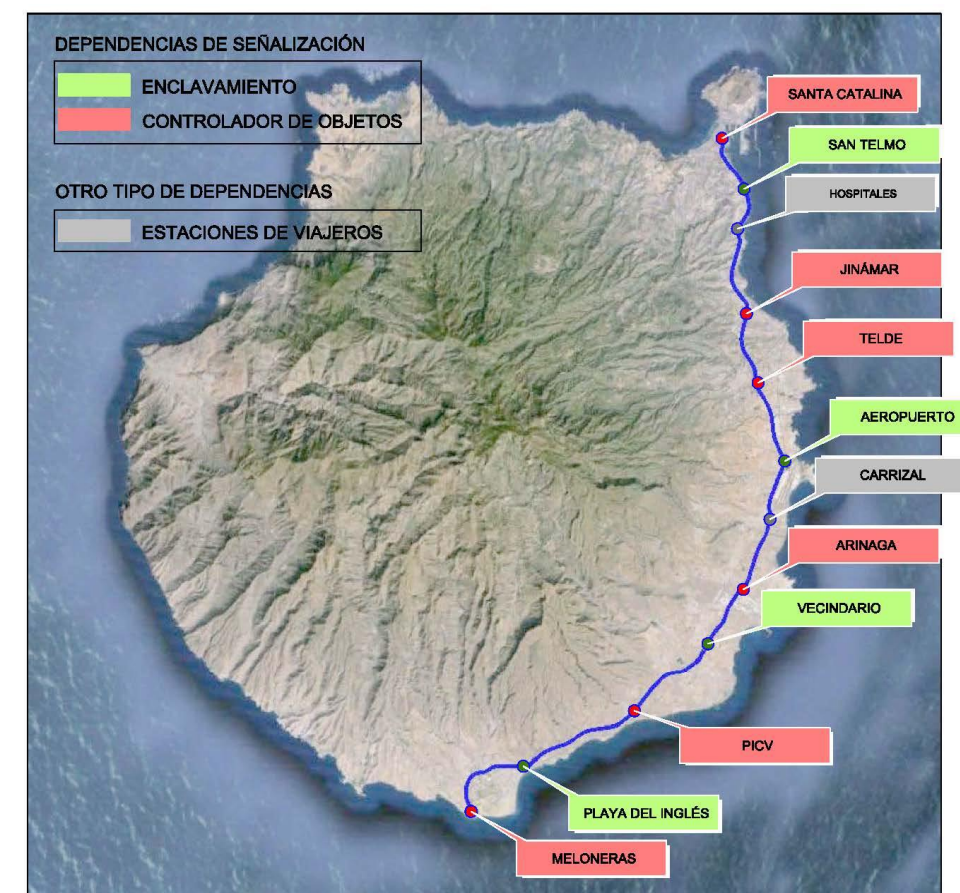 DEPENDENCIAS DE SEÑALIZACIÓN
ENCLAVAMIENTO
CONTROLADOR DE OBJETOS
OTRO TIPO DE DEPENDENCIAS
ESTACIONES DE VIAJEROS
SANTA CATALINA
SAN TELMO
HOSPITALES
JINÁMAR
TELDE
AEROPUERTO
CARRIZAL
ARINAGA
VECINDARIO
PICV
PLAYA DEL INGLÉS
MELONERAS